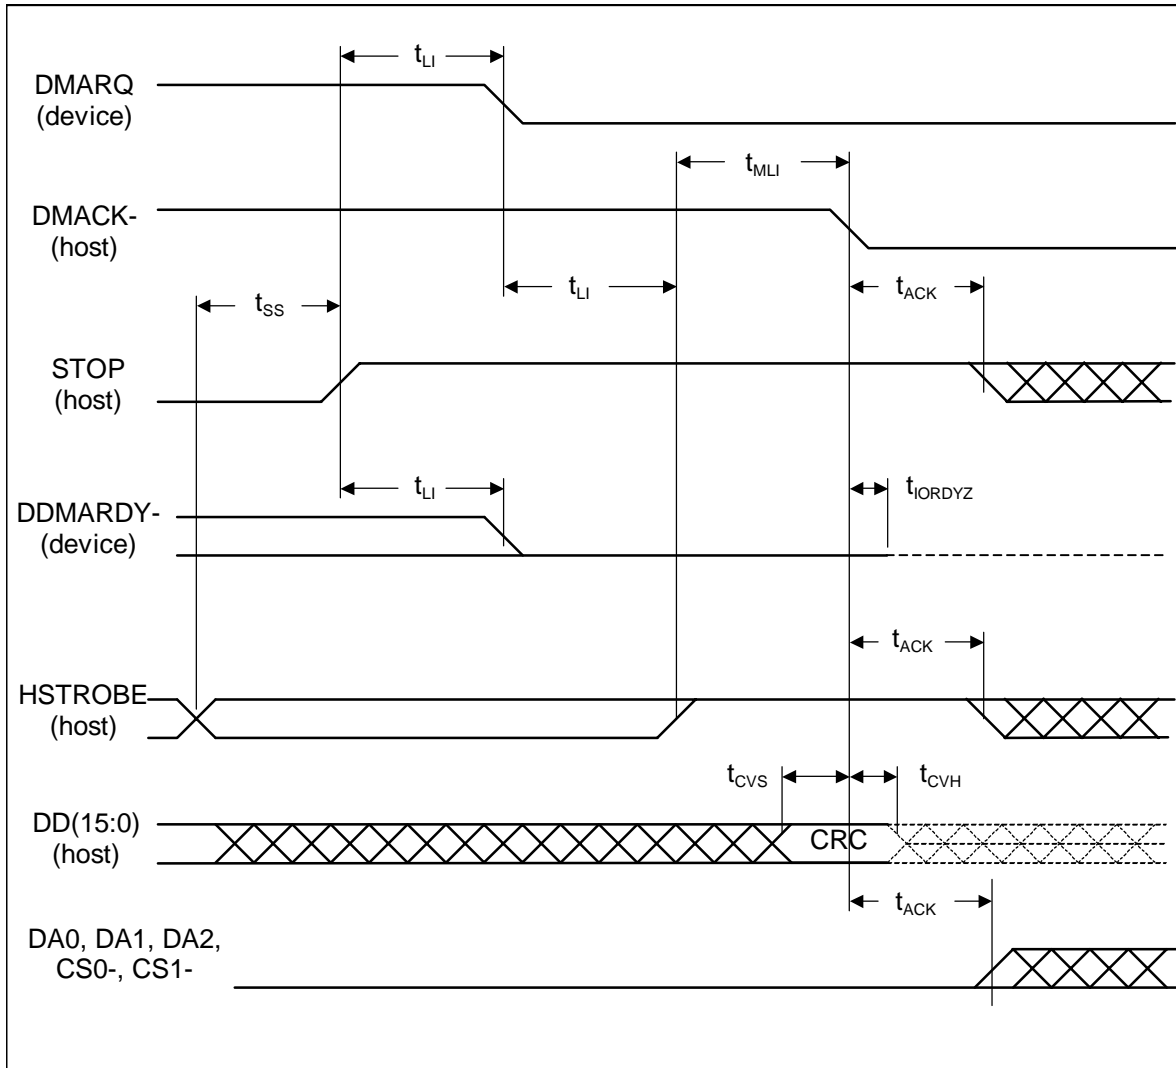 tLI
DMARQ
(device)
tMLI
DMACK-
(host)
tLI
tACK
tSS
STOP
(host)
tLI
tIORDYZ
DDMARDY-
(device)
tACK
HSTROBE
(host)
tCVS
tCVH
DD(15:0)
(host)
CRC
tACK
DA0, DA1, DA2,
CS0-, CS1-